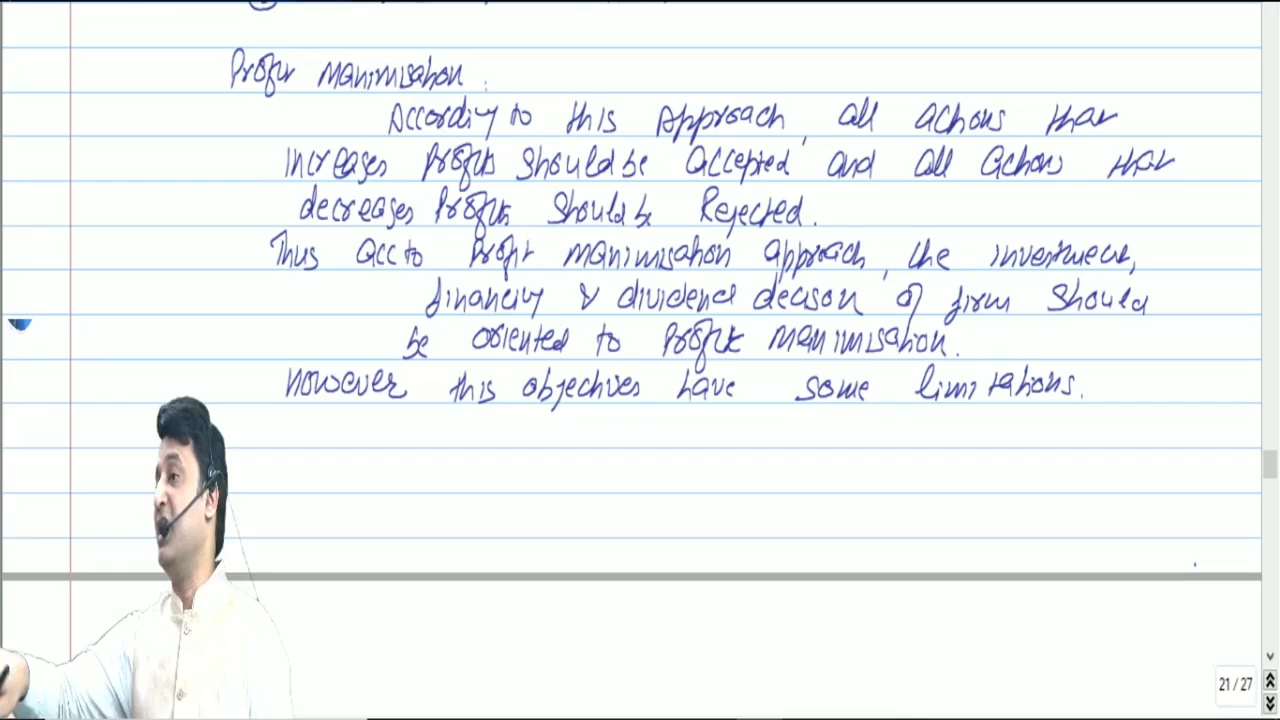 Profit Maximisation :
According to this Approach, all actions that
increases Profits should be accepted and all actions that
decreases Profits should be Rejected.
Thus acc to Profit maximisation approach, the investment,
financing & dividend decision of firm should
be oriented to Profit maximisation.
However this objectives have some limitations.
21 / 27